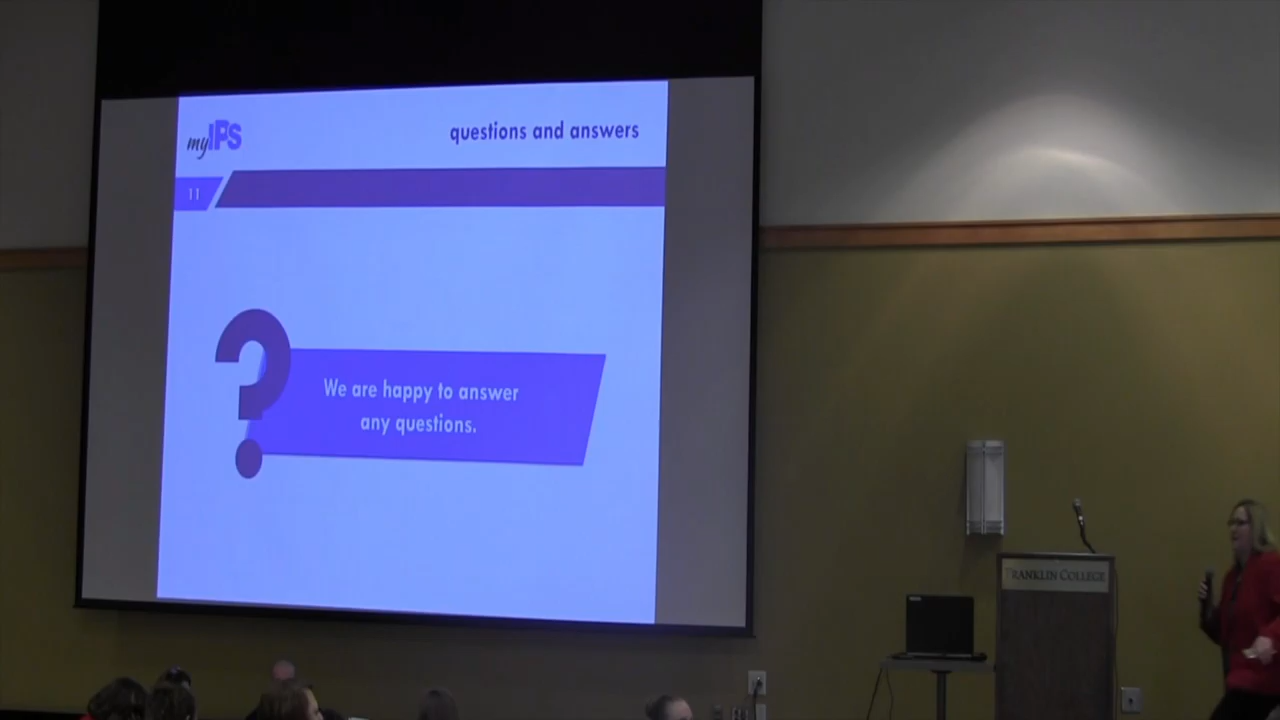 myIPS
questions and answers
11
We are happy to answer
any questions.
FRANKLIN COLLEGE